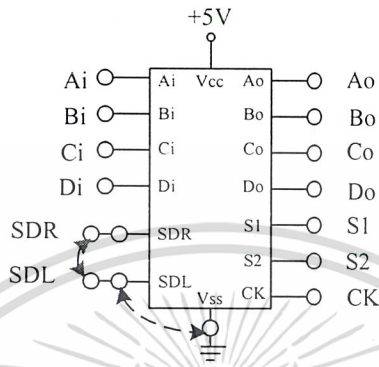 +5V
Ai Ai Vcc Ao Ao
Bi Bi Bo Bo
Ci Ci Co Co
Di Di Do Do
SDR SDR S1 S1
SDL SDL S2 S2
Vss CK CK